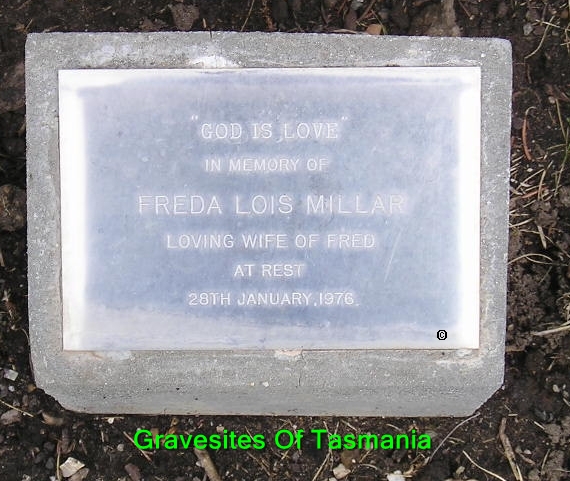 "GOD IS LOVE"
IN MEMORY OF
FREDA LOIS MILLAR
LOVING WIFE OF FRED
AT REST
28TH JANUARY, 1976.
©
Gravesites Of Tasmania